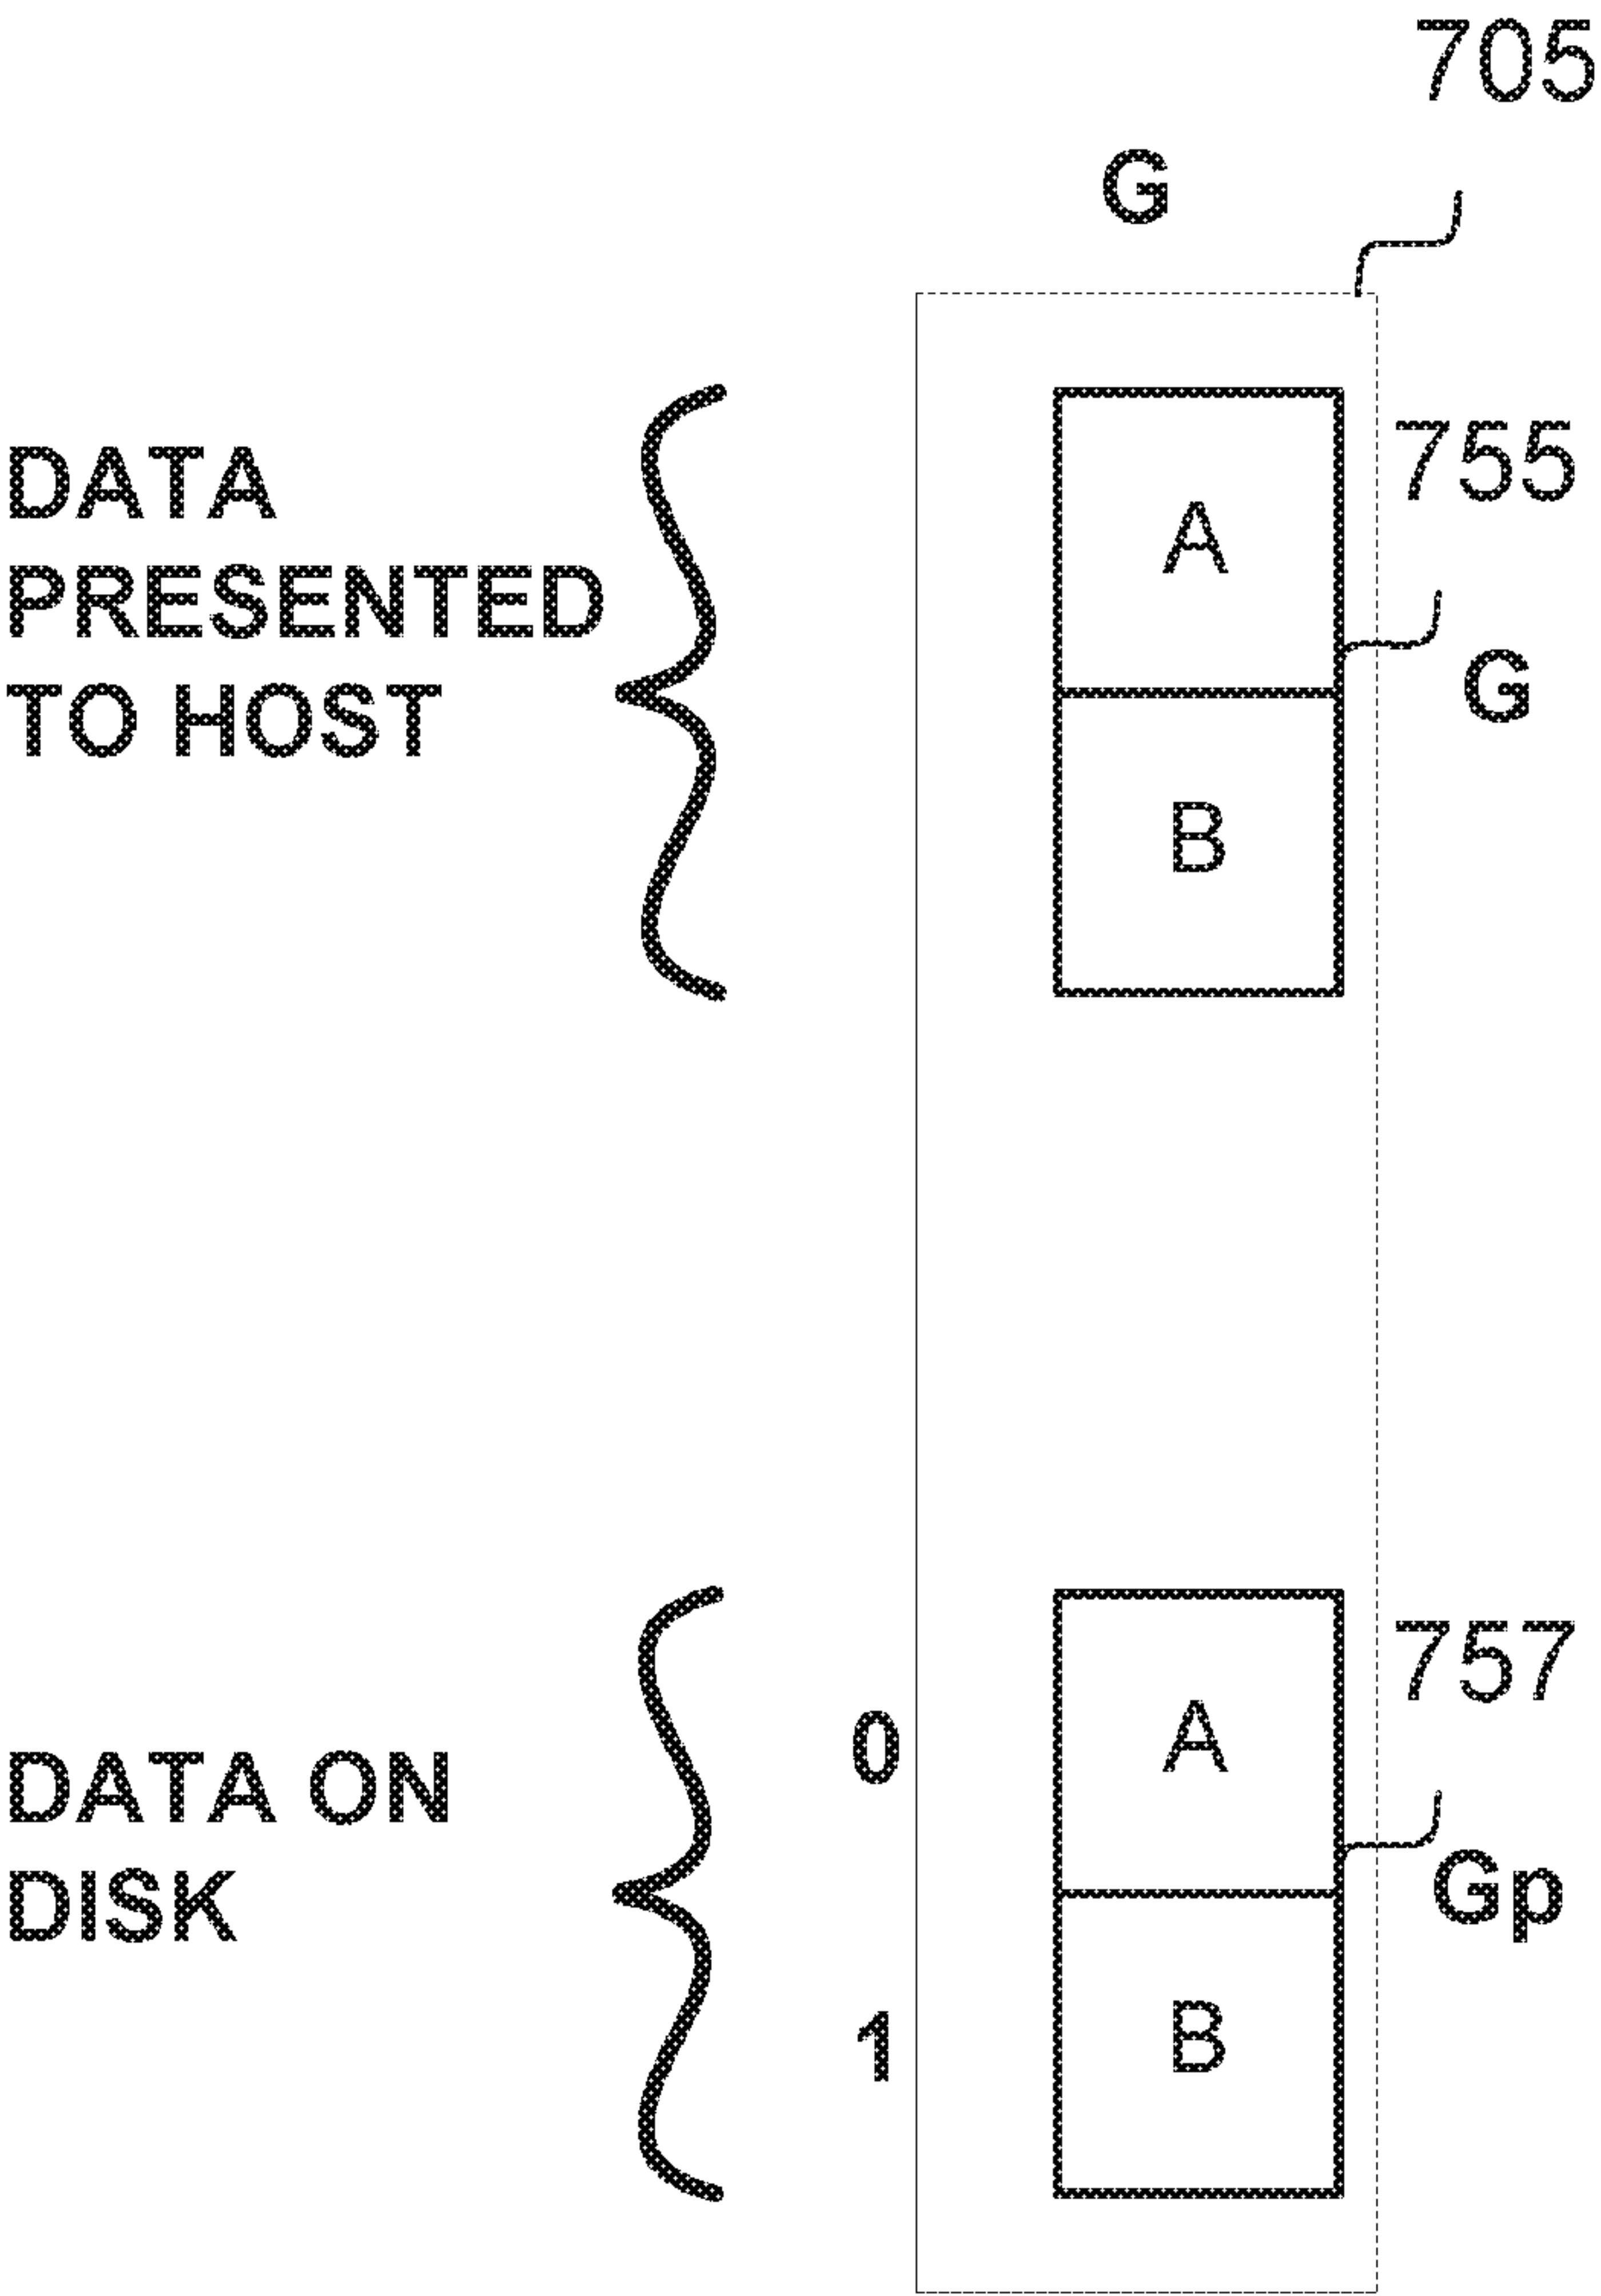 705
G
755
A
DATA
PRESENTED
TO HOST
G
B
757
A
0
DATA ON
DISK
Gp
1
B